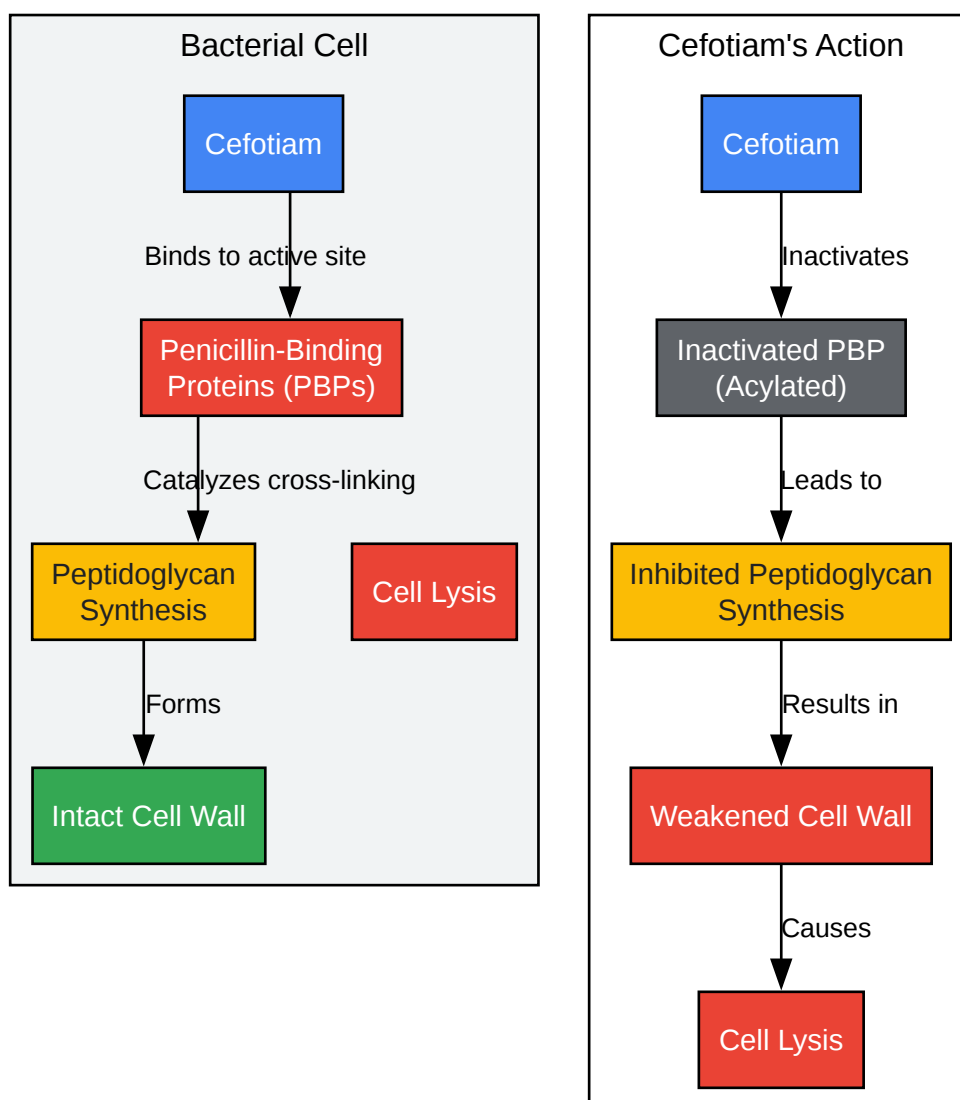 Bacterial Cell
Cefotiam
Binds to active site
Penicillin-Binding
Proteins (PBPs)
Catalyzes cross-linking
Peptidoglycan
Synthesis
Cell Lysis
Forms
Intact Cell Wall
Cefotiam's Action
Cefotiam
Inactivates
Inactivated PBP
(Acylated)
Leads to
Inhibited Peptidoglycan
Synthesis
Results in
Weakened Cell Wall
Causes
Cell Lysis